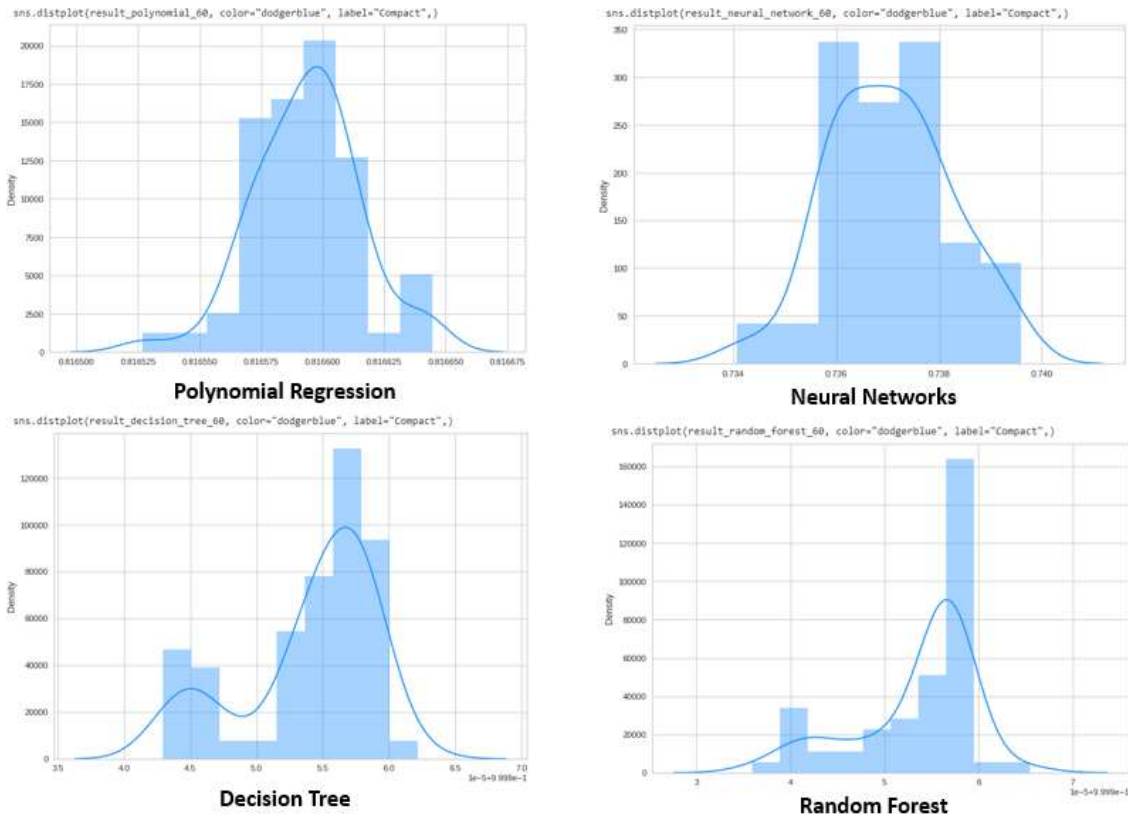 sns.distplot(result_polynomial_60, color="dodgerblue", label="Compact",)
20000
17500
15000
12500
10000
7500
5000
2500
0
Density
0.816500 0.816525 0.816550 0.816575 0.816600 0.816625 0.816650 0.816675
Polynomial Regression
sns.distplot(result_neural_network_60, color="dodgerblue", label="Compact",)
350
300
250
200
150
100
50
0
Density
0.734 0.736 0.738 0.740
Neural Networks
sns.distplot(result_decision_tree_60, color="dodgerblue", label="Compact",)
120000
100000
80000
60000
40000
20000
0
Density
3.5 4.0 4.5 5.0 5.5 6.0 6.5 7.0
1e-5+9.999e-1
Decision Tree
sns.distplot(result_random_forest_60, color="dodgerblue", label="Compact",)
160000
140000
120000
100000
80000
60000
40000
20000
0
Density
3 4 5 6 7
1e-5+9.999e-1
Random Forest